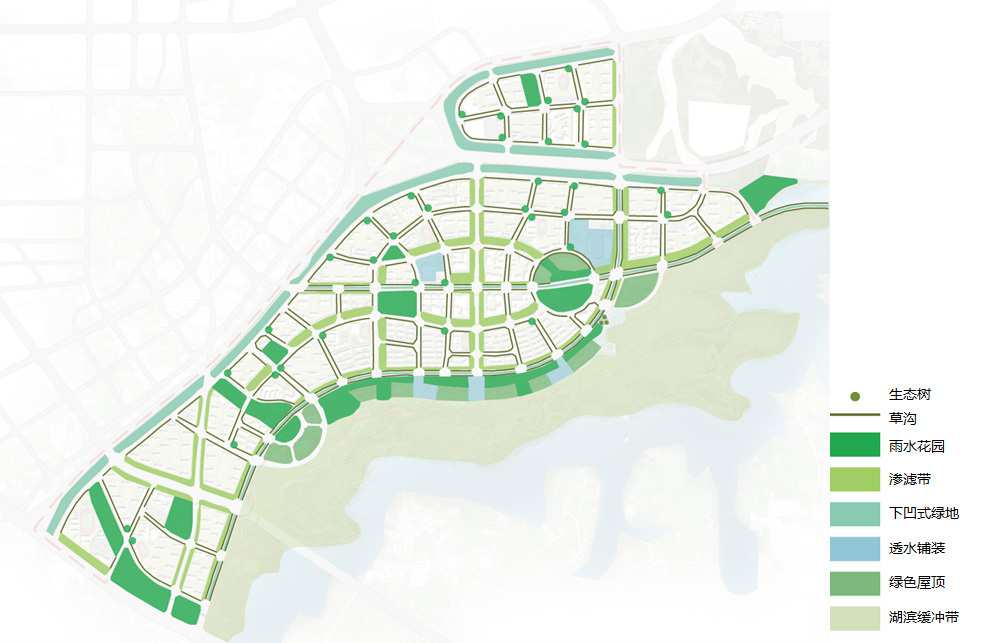 生态树
草沟
雨水花园
渗滤带
下凹式绿地
透水铺装
绿色屋顶
湖滨缓冲带